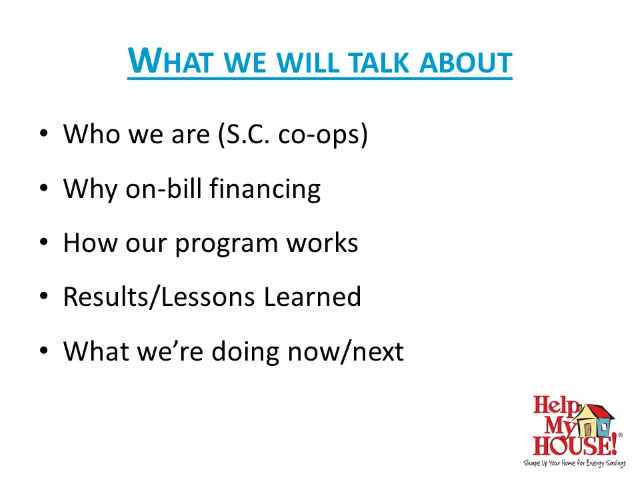 WHAT WE WILL TALK ABOUT
• Who we are (S.C. co-ops)
• Why on-bill financing
• How our program works
• Results/Lessons Learned
• What we’re doing now/next
Help
My
HOUSE!®
Shape Up Your Home for Energy Savings